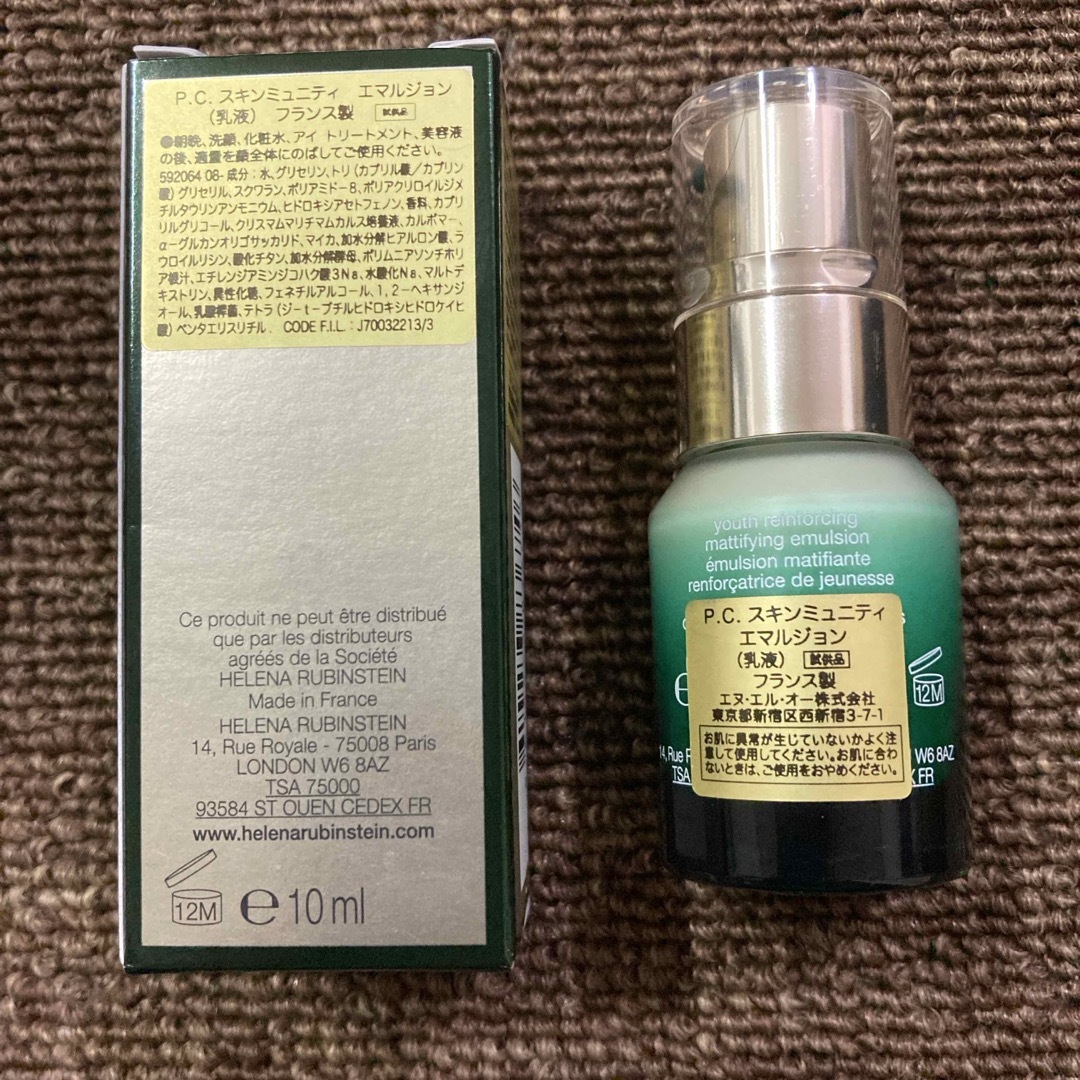 P.C. スキンミュニティ エマルジョン
(乳液) フランス製 試供品
●朝晩、洗顔、化粧水、アイ トリートメント、美容液
の後、適量を顔全体にのばしてご使用ください。
592064 08- 成分：水、グリセリン、トリ(カプリル酸／カプリン
酸)グリセリル、スクワラン、ポリアミド-8、ポリアクリロイルジメ
チルタウリンアンモニウム、ヒドロキシアセトフェノン、香料、カプリ
リルグリコール、クリスマムマリチマムカルス培養液、カルボマー、
α-グルカンオリゴサッカリド、マイカ、加水分解ヒアルロン酸、ラ
ウロイルリシン、酸化チタン、加水分解酵母、ポリムニアソンチホリ
ア根汁、エチレンジアミンジコハク酸3Na、水酸化Na、マルトデ
キストリン、異性化糖、フェネチルアルコール、1,2-ヘキサンジ
オール、乳酸桿菌、テトラ(ジ-t-ブチルヒドロキシヒドロケイヒ
酸)ペンタエリスリチル CODE F.I.L. : J70032213/3
Ce produit ne peut être distribué
que par les distributeurs
agréés de la Société
HELENA RUBINSTEIN
Made in France
HELENA RUBINSTEIN
14, Rue Royale - 75008 Paris
LONDON W6 8AZ
TSA 75000
93584 ST OUEN CEDEX FR
www.helenarubinstein.com
12M ℮ 10 ml
youth reinforcing
mattifying emulsion
émulsion matifiante
renforçatrice de jeunesse
P.C. スキンミュニティ
エマルジョン
(乳液) 試供品
フランス製
エヌ・エル・オー株式会社
東京都新宿区西新宿3-7-1
お肌に異常が生じていないかよく注
意して使用してください。お肌に合わ
ないときは、ご使用をおやめください。
℮ 12M
14, Rue W6 8AZ
TSA EX FR